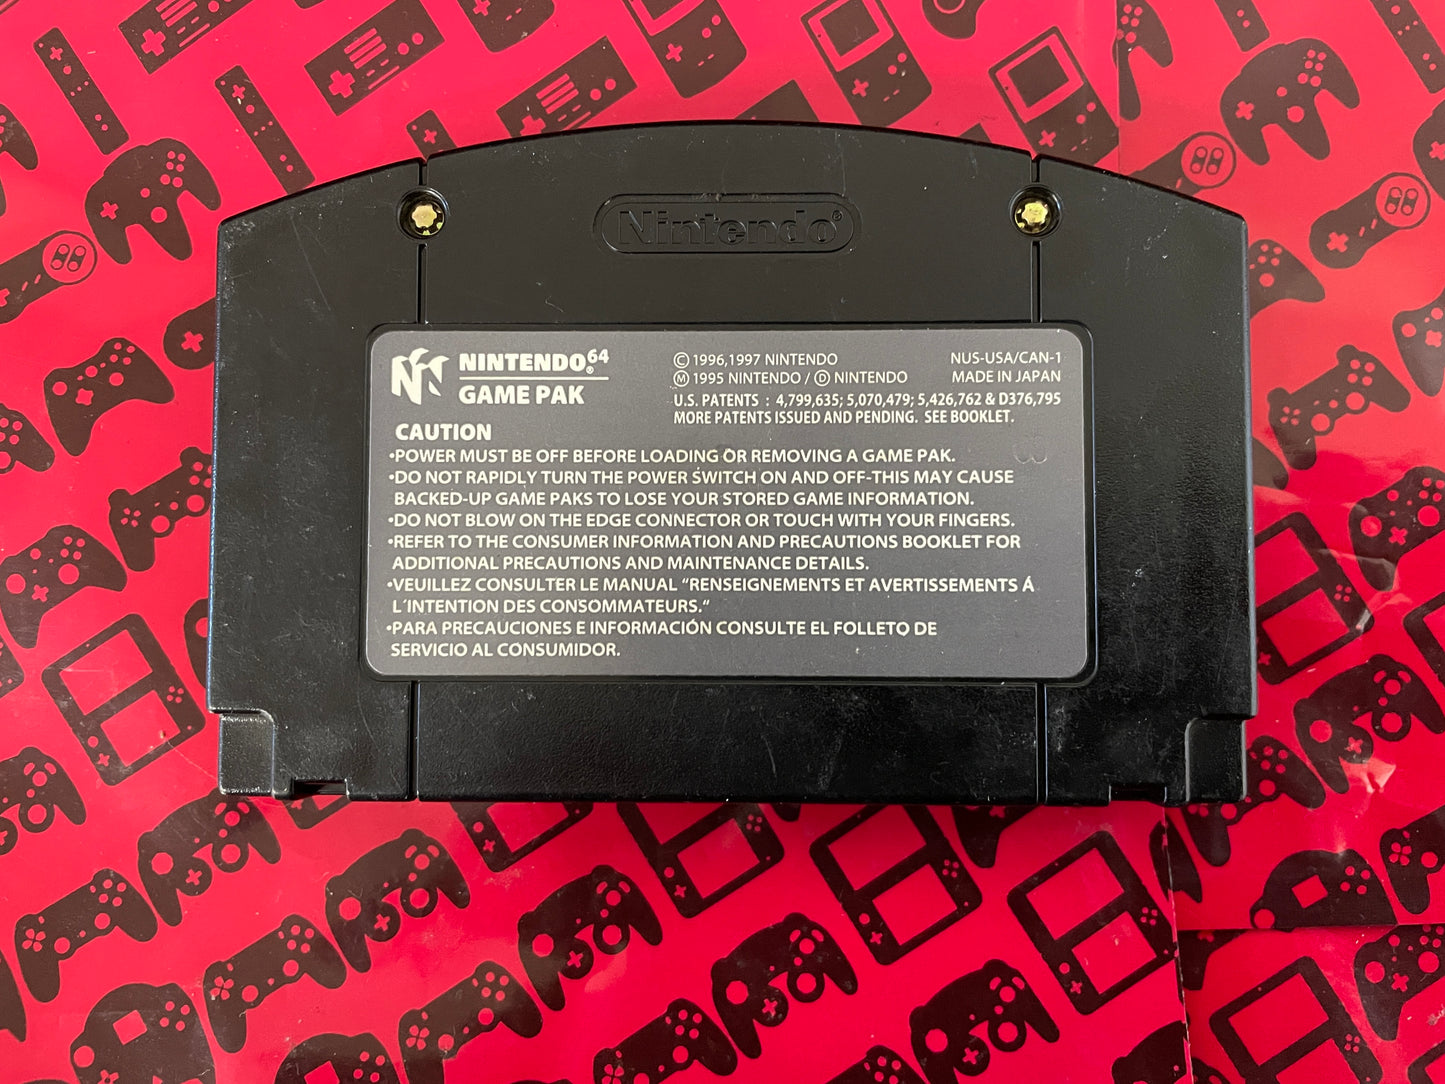 Nintendo®
NINTENDO64®
GAME PAK
© 1996,1997 NINTENDO
Ⓜ 1995 NINTENDO / Ⓓ NINTENDO
U.S. PATENTS : 4,799,635; 5,070,479; 5,426,762 & D376,795
MORE PATENTS ISSUED AND PENDING. SEE BOOKLET.
NUS-USA/CAN-1
MADE IN JAPAN
CAUTION
•POWER MUST BE OFF BEFORE LOADING OR REMOVING A GAME PAK.
•DO NOT RAPIDLY TURN THE POWER SWITCH ON AND OFF-THIS MAY CAUSE
BACKED-UP GAME PAKS TO LOSE YOUR STORED GAME INFORMATION.
•DO NOT BLOW ON THE EDGE CONNECTOR OR TOUCH WITH YOUR FINGERS.
•REFER TO THE CONSUMER INFORMATION AND PRECAUTIONS BOOKLET FOR
ADDITIONAL PRECAUTIONS AND MAINTENANCE DETAILS.
•VEUILLEZ CONSULTER LE MANUAL “RENSEIGNEMENTS ET AVERTISSEMENTS Á
L´INTENTION DES CONSOMMATEURS.“
•PARA PRECAUCIONES E INFORMACIÓN CONSULTE EL FOLLETO DE
SERVICIO AL CONSUMIDOR.